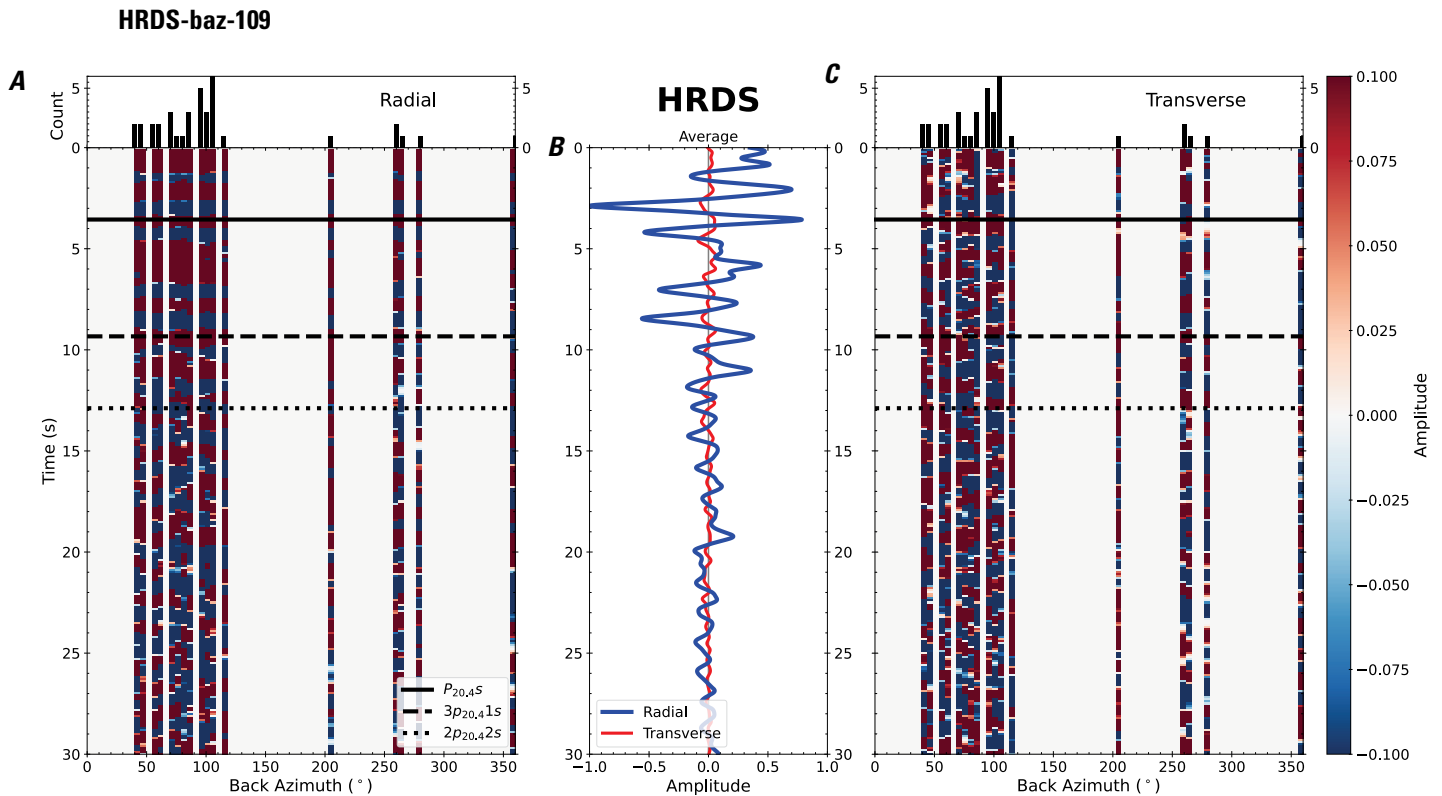 HRDS-baz-109
A
5
0
Count
Radial
5
0
0
5
10
15
20
25
30
Time (s)
P20.4s
3p20.41s
2p20.42s
0 50 100 150 200 250 300 350
Back Azimuth (°)
HRDS
Average
B
0
5
10
15
20
25
30
Radial
Transverse
−1.0 −0.5 0.0 0.5 1.0
Amplitude
C
5
0
Transverse
0
5
10
15
20
25
30
0 50 100 150 200 250 300 350
Back Azimuth (°)
0.100
0.075
0.050
0.025
0.000
−0.025
−0.050
−0.075
−0.100
Amplitude